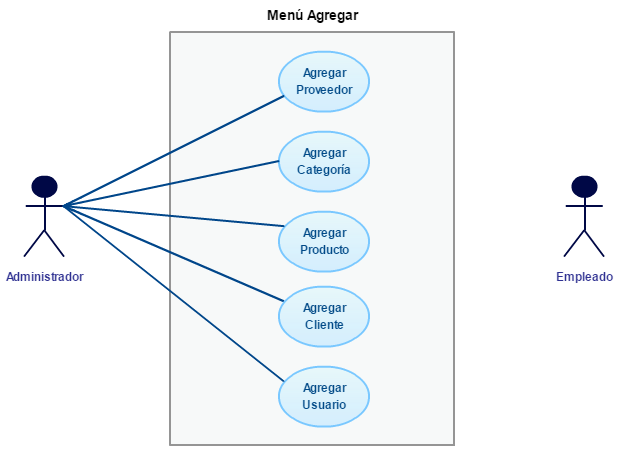 Menú Agregar
Agregar
Proveedor
Agregar
Categoría
Agregar
Producto
Agregar
Cliente
Agregar
Usuario
Administrador
Empleado